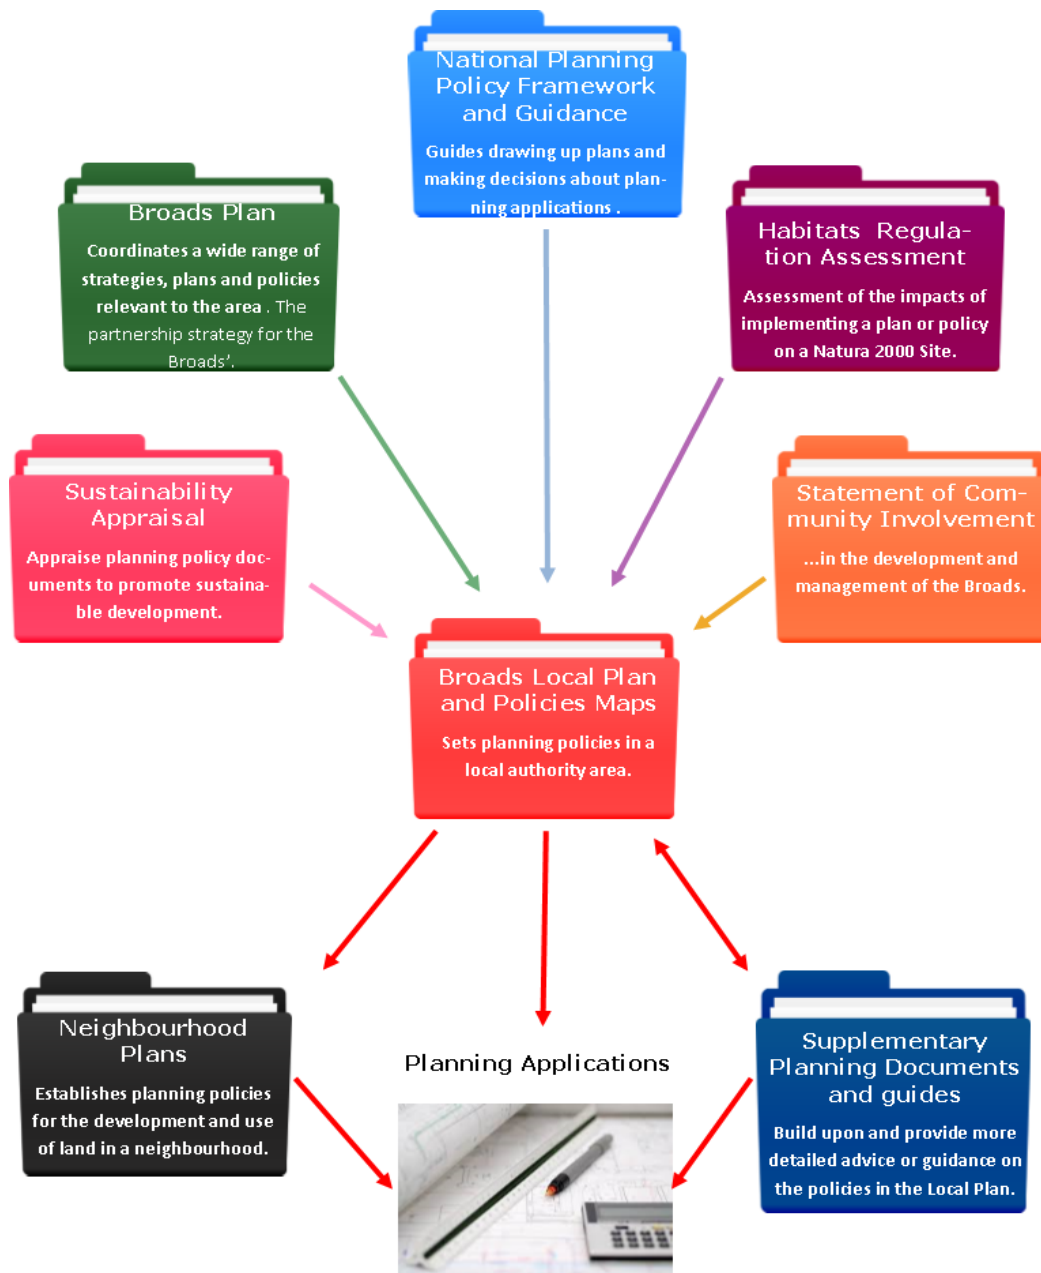 National Planning
Policy Framework
and Guidance
Guides drawing up plans and
making decisions about plan-
ning applications .
Broads Plan
Coordinates a wide range of
strategies, plans and policies
relevant to the area . The
partnership strategy for the
Broads’.
Habitats Regula-
tion Assessment
Assessment of the impacts of
implementing a plan or policy
on a Natura 2000 Site.
Sustainability
Appraisal
Appraise planning policy doc-
uments to promote sustaina-
ble development.
Statement of Com-
munity Involvement
...in the development and
management of the Broads.
Broads Local Plan
and Policies Maps
Sets planning policies in a
local authority area.
Neighbourhood
Plans
Establishes planning policies
for the development and use
of land in a neighbourhood.
Planning Applications
Supplementary
Planning Documents
and guides
Build upon and provide more
detailed advice or guidance on
the policies in the Local Plan.